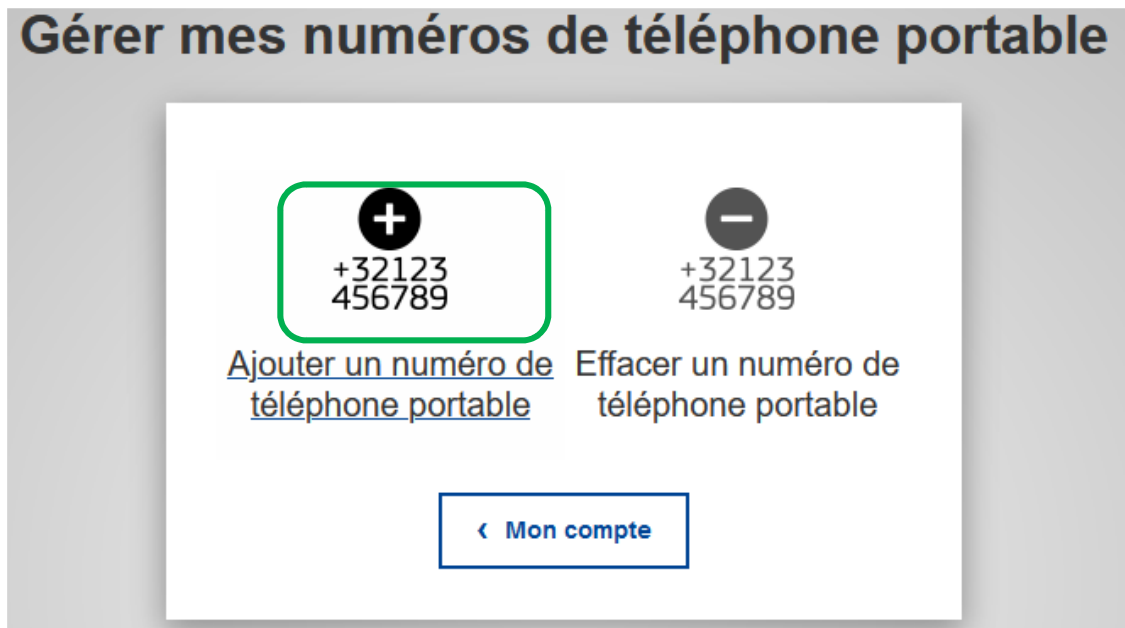 Gérer mes numéros de téléphone portable
+32123
456789
Ajouter un numéro de
téléphone portable
+32123
456789
Effacer un numéro de
téléphone portable
‹ Mon compte